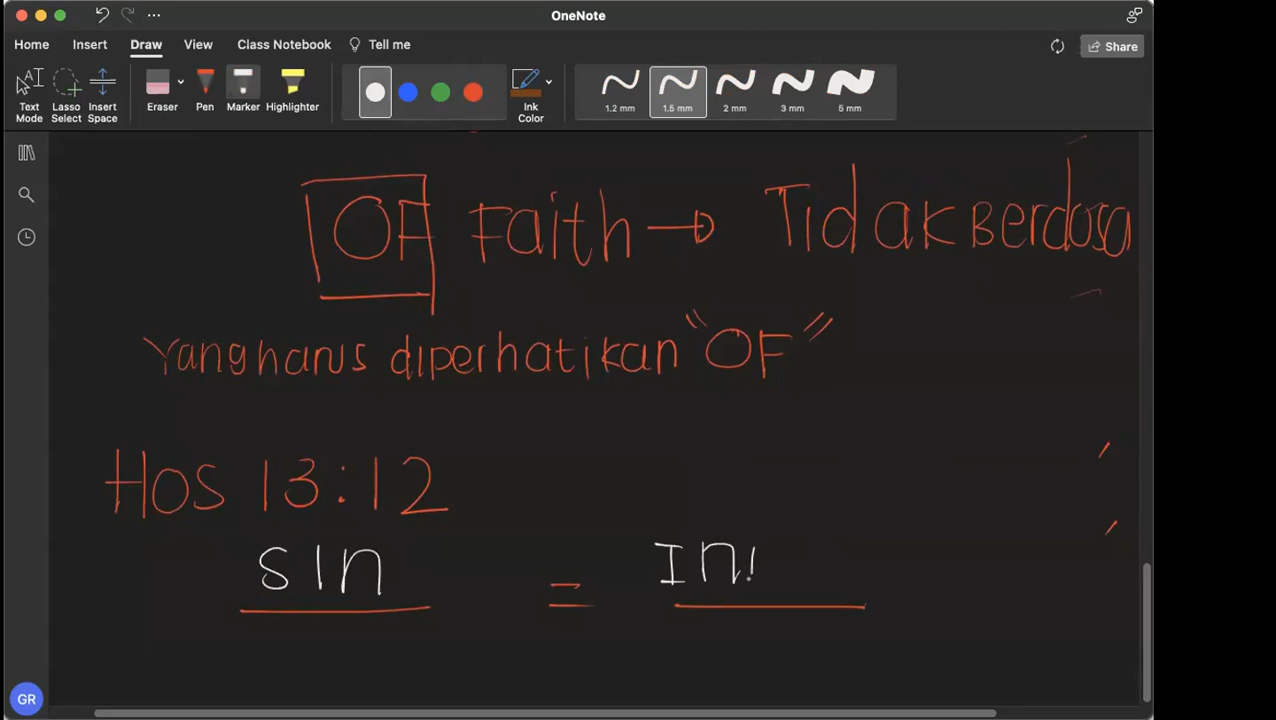 OneNote
Home Insert Draw View Class Notebook Tell me Share
Text Mode Lasso Select Insert Space Eraser Pen Marker Highlighter Ink Color 1.2 mm 1.5 mm 2 mm 3 mm 5 mm
OF Faith → Tidak Berdosa
Yang harus diperhatikan "OF"
Hos 13:12
sin = 
GR